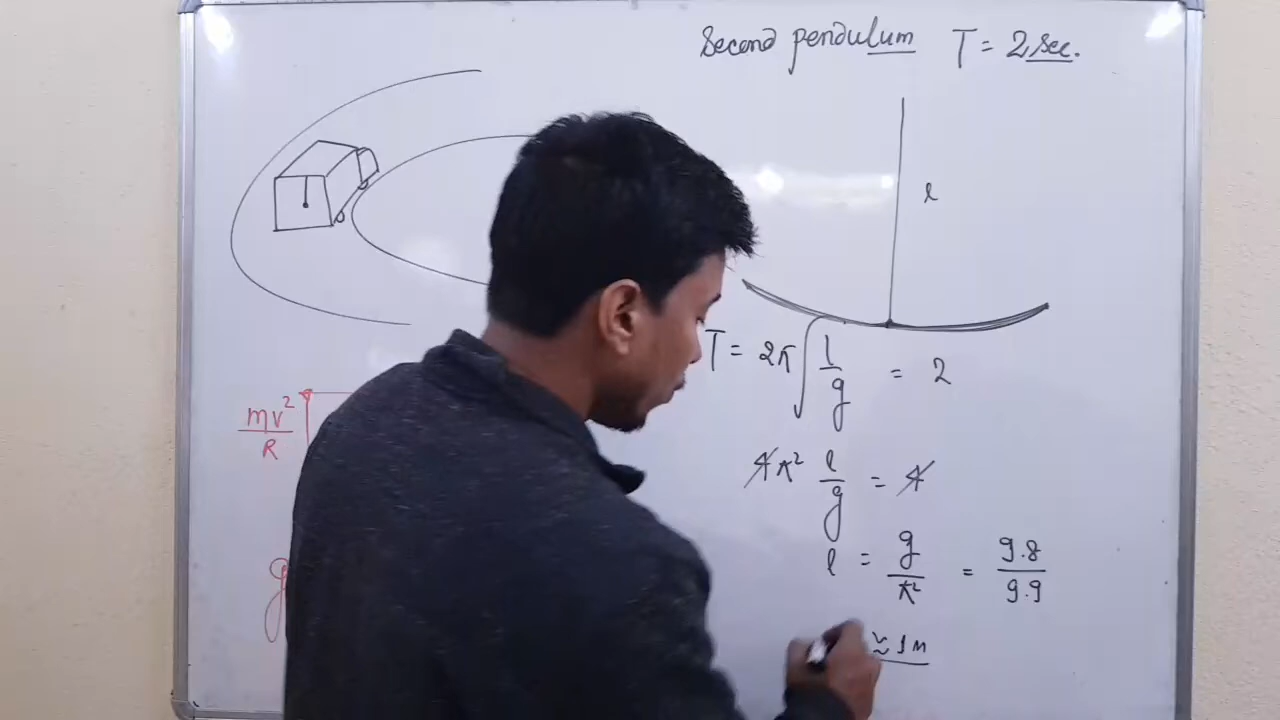 Second pendulum T = 2 sec.
l
T = 2π √(l/g) = 2
4π² l/g = 4
l = g/π² = 9.8/9.9
≅ 1m
mv²/R
g